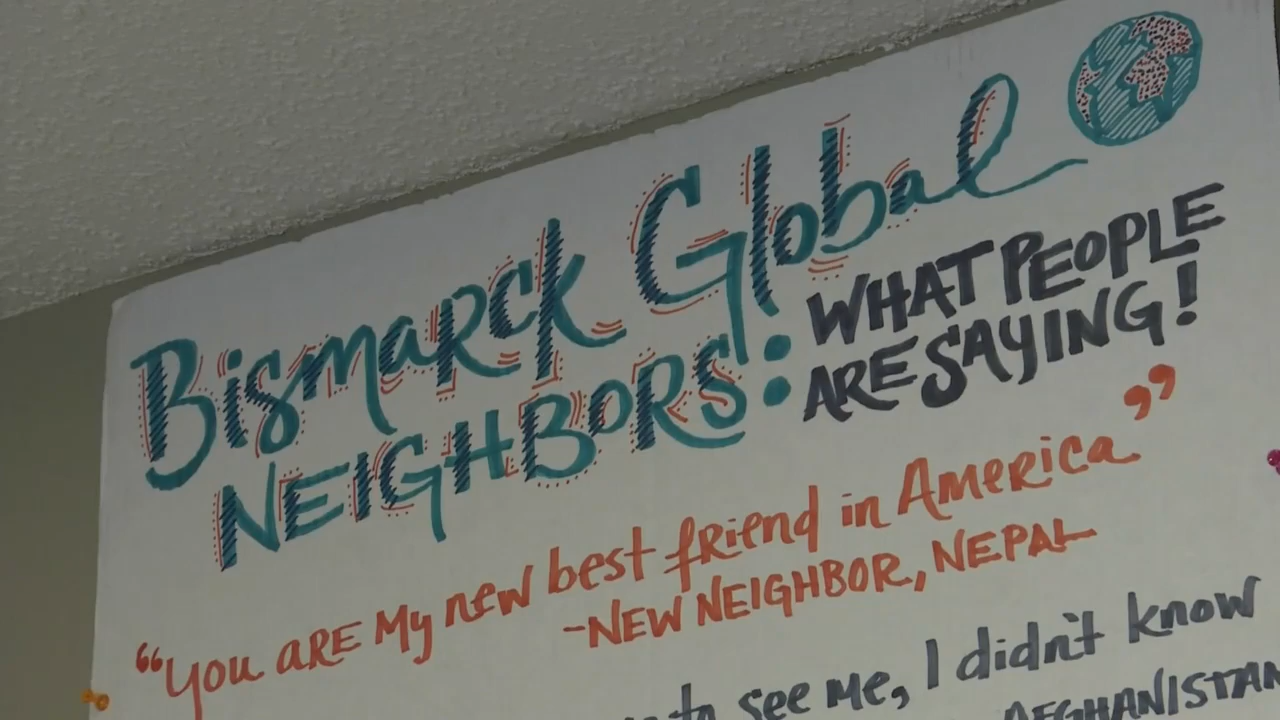 Bismarck Global
NEIGHBORS: WHAT PEOPLE
ARE SAYING!
“YOU ARE My new best friend in America”
-NEW NEIGHBOR, NEPAL
to see me, I didn't know
AFGHANISTAN